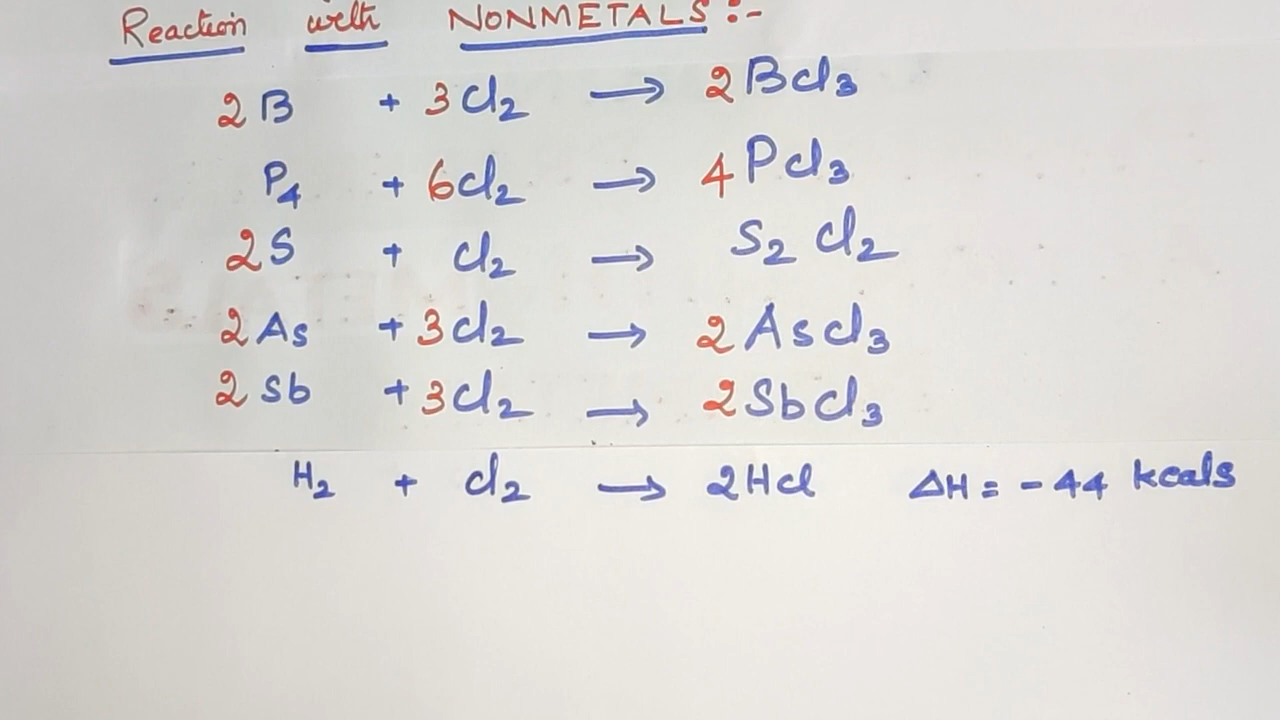 Reaction with NONMETALS :-
2B + 3Cl₂ → 2BCl₃
P₄ + 6Cl₂ → 4PCl₃
2S + Cl₂ → S₂Cl₂
2As + 3Cl₂ → 2AsCl₃
2Sb + 3Cl₂ → 2SbCl₃
H₂ + Cl₂ → 2HCl ΔH = -44 kcals